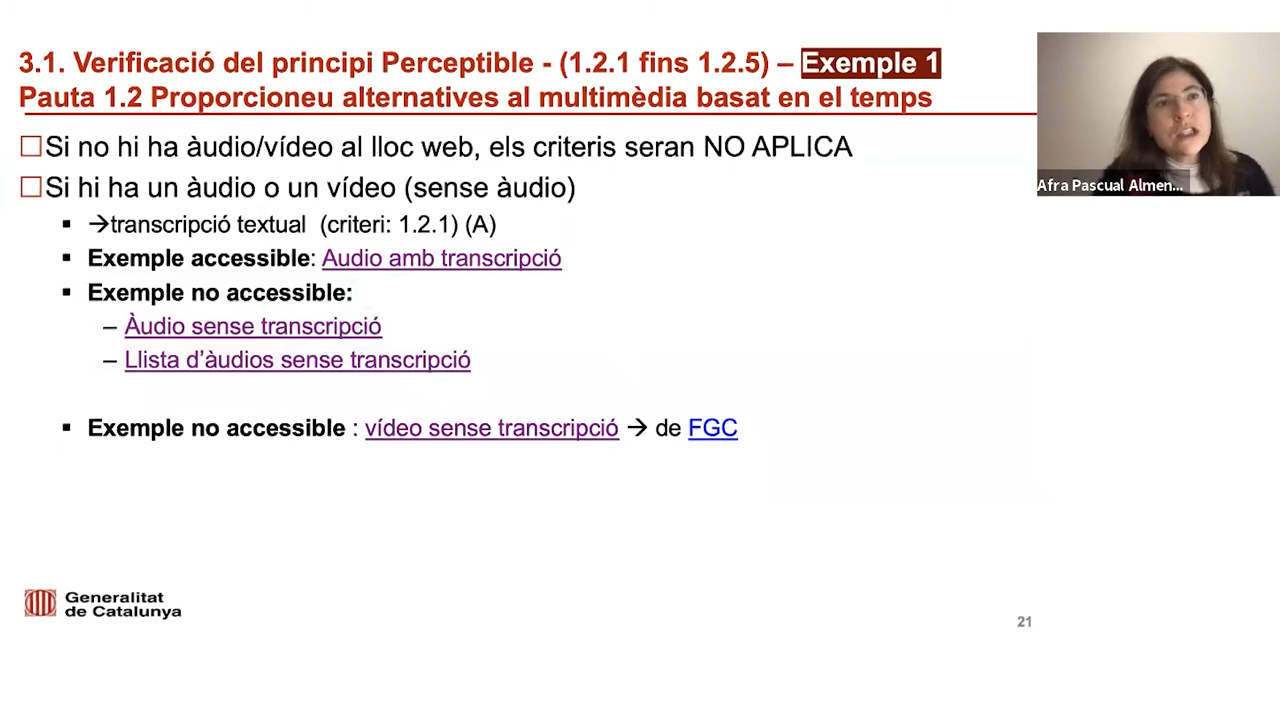 3.1. Verificació del principi Perceptible - (1.2.1 fins 1.2.5) – Exemple 1
Pauta 1.2 Proporcioneu alternatives al multimèdia basat en el temps
Si no hi ha àudio/vídeo al lloc web, els criteris seran NO APLICA
Si hi ha un àudio o un vídeo (sense àudio)
▪ →transcripció textual (criteri: 1.2.1) (A)
▪ Exemple accessible: Audio amb transcripció
▪ Exemple no accessible:
– Àudio sense transcripció
– Llista d’àudios sense transcripció
▪ Exemple no accessible : vídeo sense transcripció → de FGC
Afra Pascual Almen...
Generalitat
de Catalunya
21